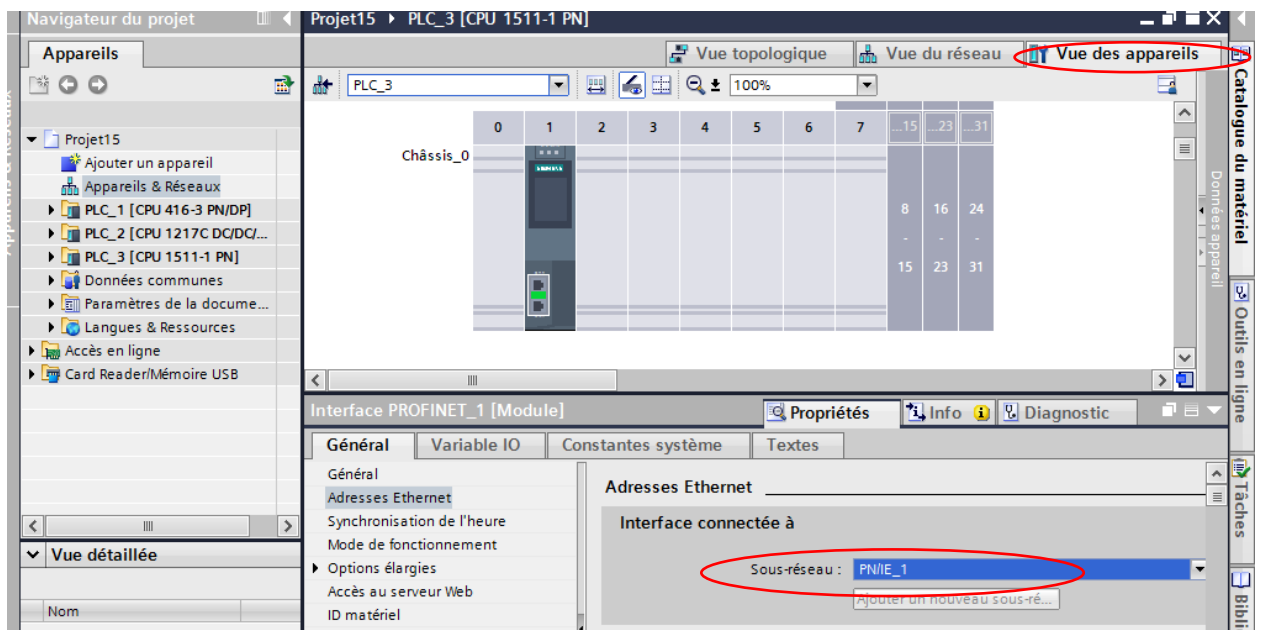 Navigateur du projet
Projet15 ▸ PLC_3 [CPU 1511-1 PN]
Appareils
Vue topologique
Vue du réseau
Vue des appareils
PLC_3
100%
Projet15
Ajouter un appareil
Appareils & Réseaux
PLC_1 [CPU 416-3 PN/DP]
PLC_2 [CPU 1217C DC/DC/...
PLC_3 [CPU 1511-1 PN]
Données communes
Paramètres de la docume...
Langues & Ressources
Accès en ligne
Card Reader/Mémoire USB
0 1 2 3 4 5 6 7 ...15 ...23 ...31
Châssis_0
SIEMENS
8 16 24
- - -
15 23 31
Données appareil
Interface PROFINET_1 [Module]
Propriétés
Info
Diagnostic
Général
Variable IO
Constantes système
Textes
Général
Adresses Ethernet
Synchronisation de l'heure
Mode de fonctionnement
Options élargies
Accès au serveur Web
ID matériel
Adresses Ethernet
Interface connectée à
Sous-réseau : PN/IE_1
Ajouter un nouveau sous-ré...
Vue détaillée
Nom
Catalogue du matériel
Outils en ligne
Tâches
Bibli